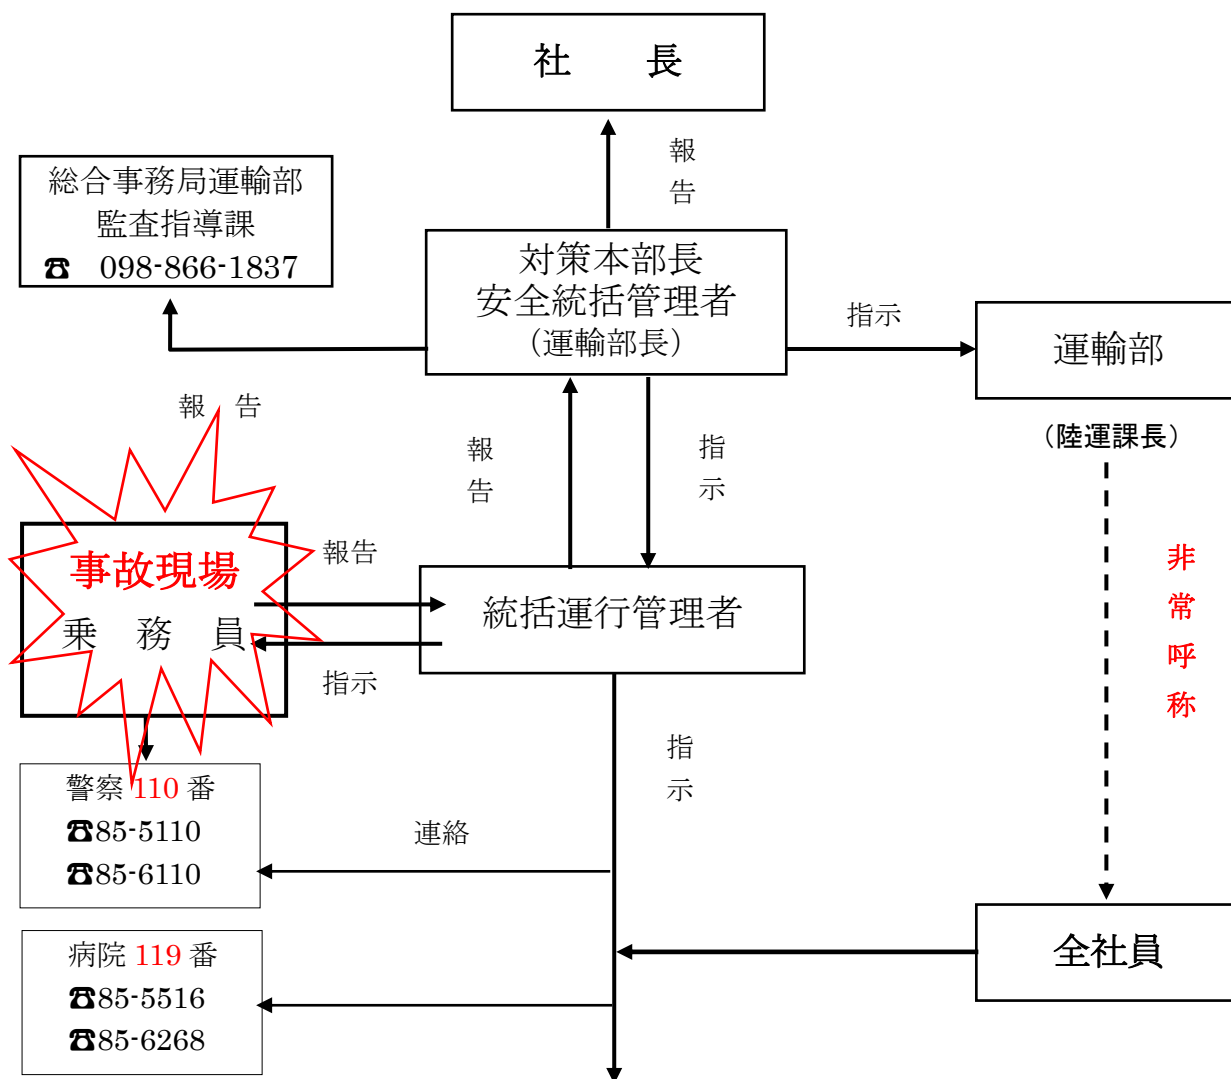 社　　長
報
告
総合事務局運輸部
監査指導課
☎　098-866-1837
対策本部長
安全統括管理者
（運輸部長）
指示
運輸部
（陸運課長）
報　告
報
告
指
示
非
常
呼
称
事故現場
乗　務　員
報告
指示
統括運行管理者
指
示
警察 110 番
☎85-5110
☎85-6110
連絡
病院 119 番
☎85-5516
☎85-6268
全社員